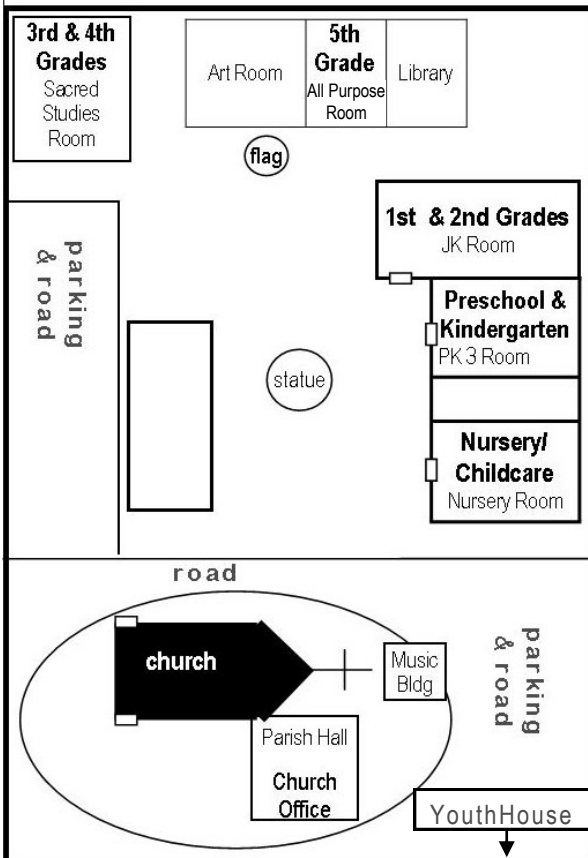 3rd & 4th
Grades
Sacred
Studies
Room
Art Room
5th
Grade
All Purpose
Room
Library
flag
1st & 2nd Grades
JK Room
parking
& road
Preschool &
Kindergarten
PK 3 Room
statue
Nursery/
Childcare
Nursery Room
road
church
Music
Bldg
parking
& road
Parish Hall
Church
Office
YouthHouse